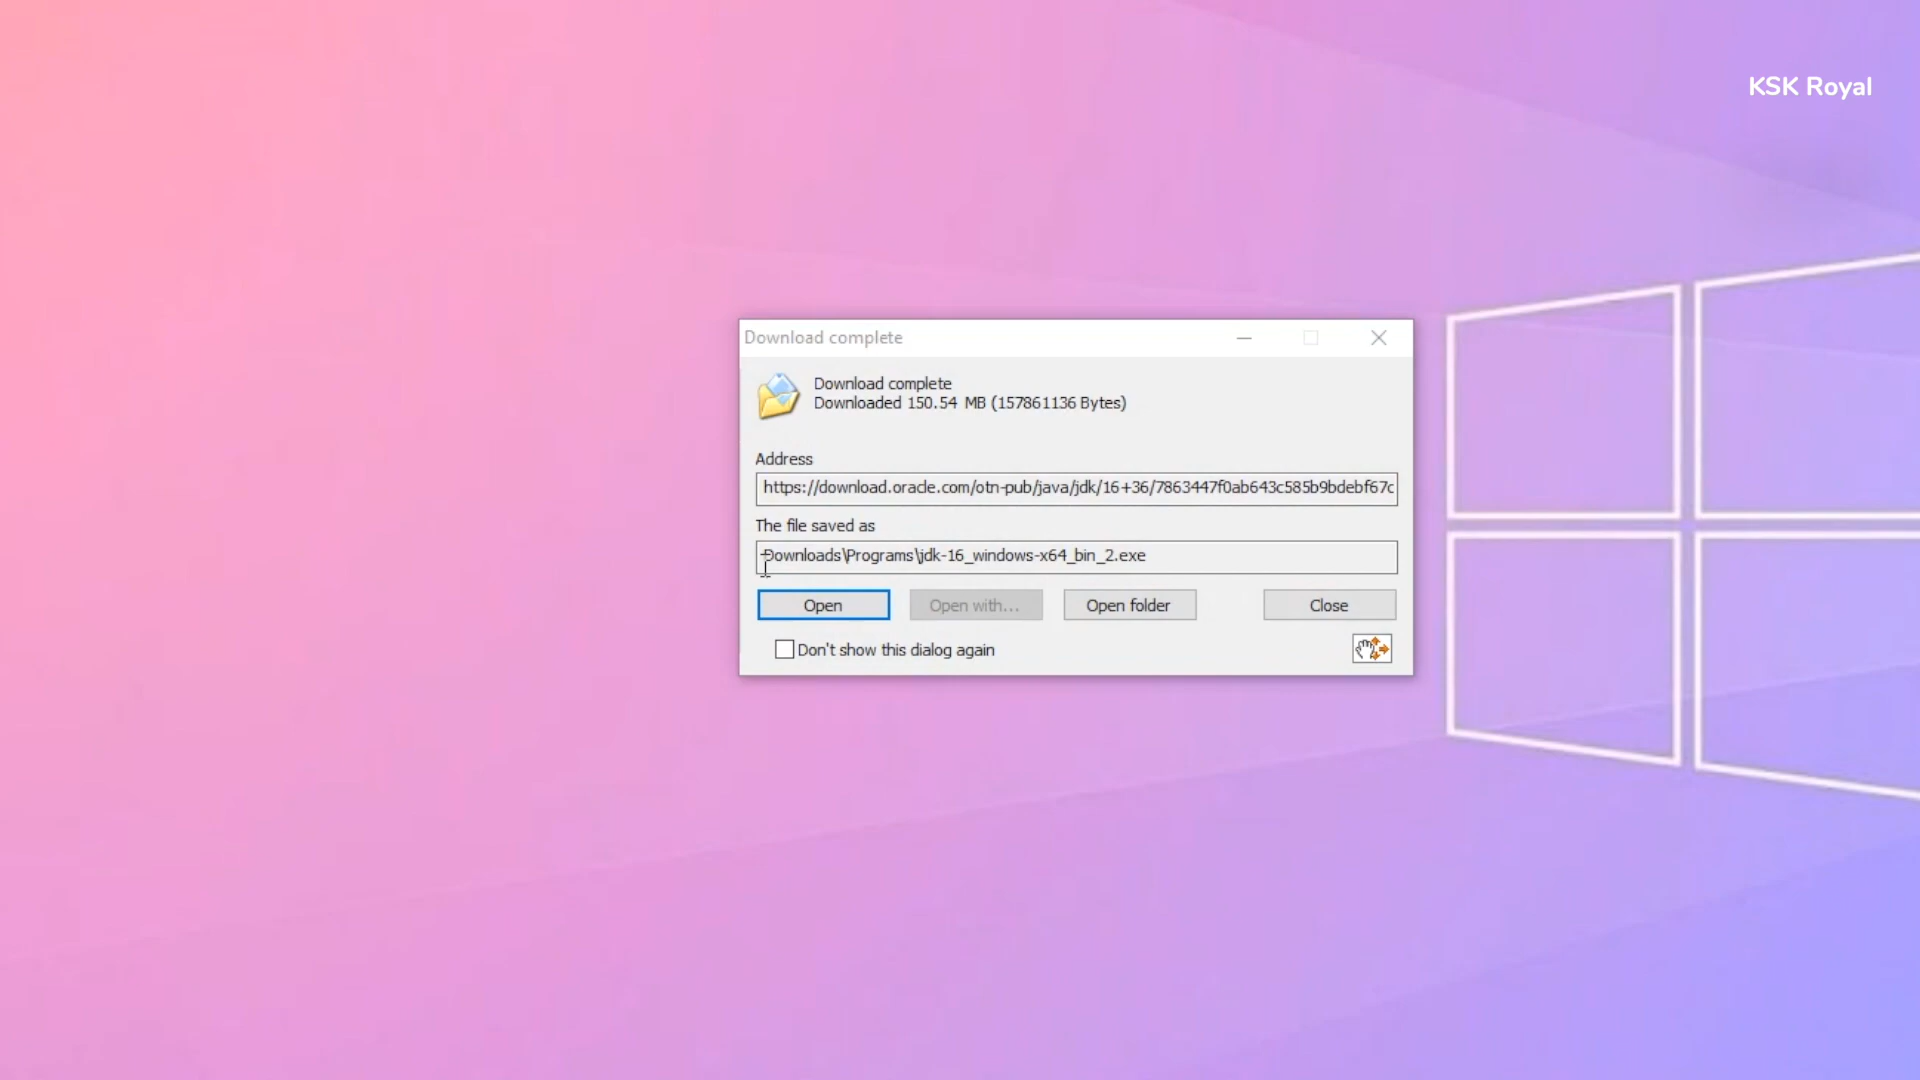 KSK Royal
Download complete
Download complete
Downloaded 150.54 MB (157861136 Bytes)
Address
https://download.oracle.com/otn-pub/java/jdk/16+36/7863447f0ab643c585b9bdebf67c
The file saved as
Downloads\Programs\jdk-16_windows-x64_bin_2.exe
Open
Open with...
Open folder
Close
Don't show this dialog again